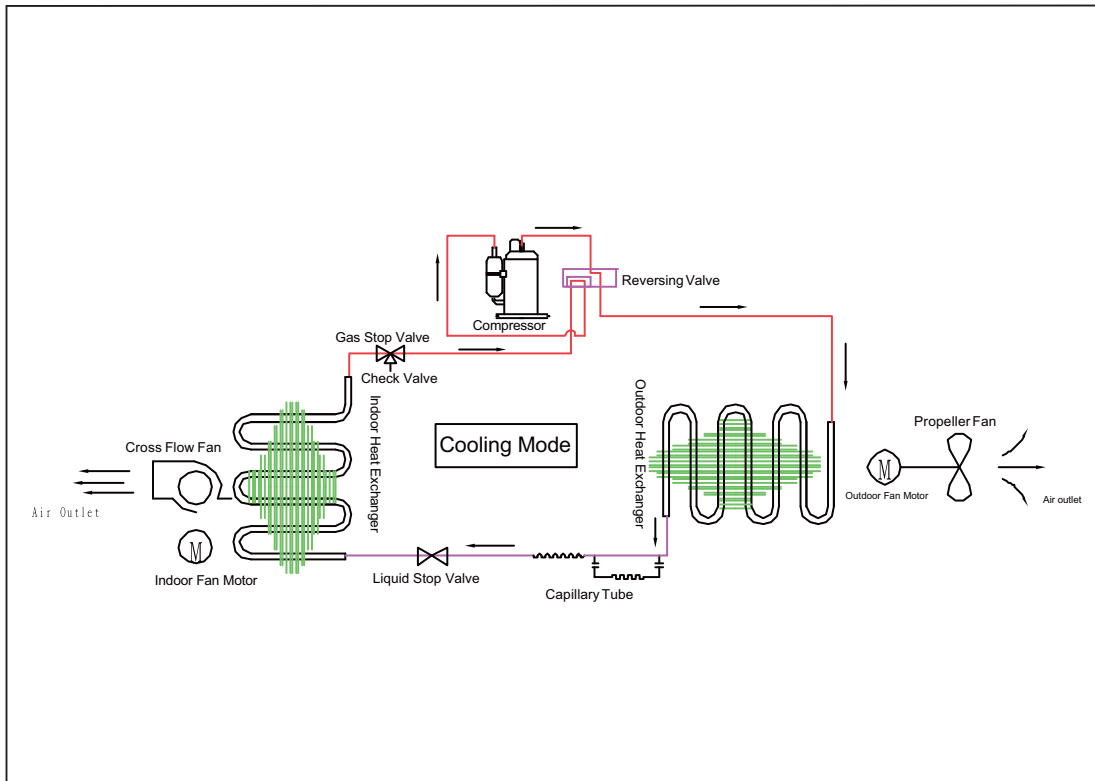 Reversing Valve
Compressor
Gas Stop Valve
Check Valve
Indoor Heat Exchanger
Outdoor Heat Exchanger
Cooling Mode
Cross Flow Fan
Propeller Fan
M
Outdoor Fan Motor
Air outlet
Air Outlet
M
Indoor Fan Motor
Liquid Stop Valve
Capillary Tube